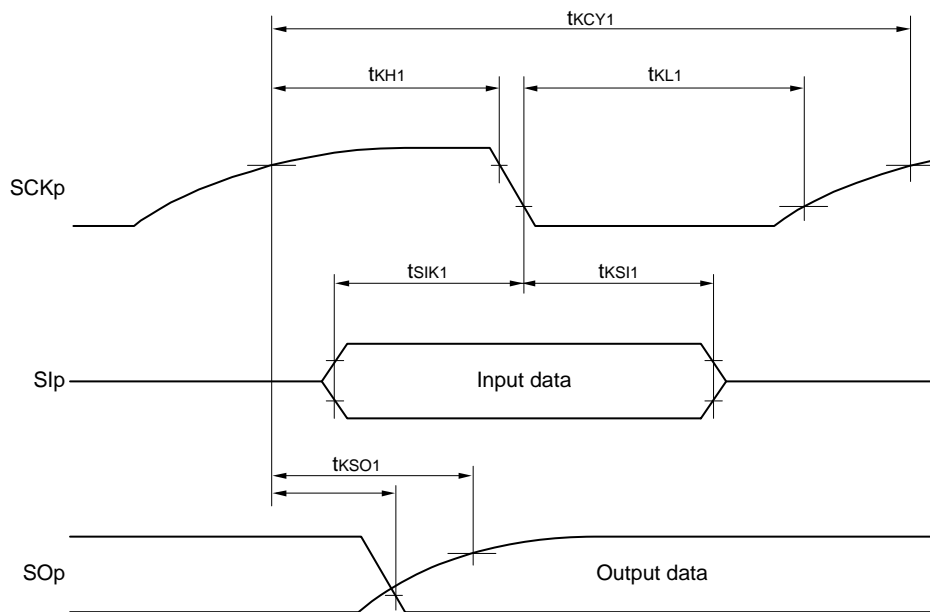 tKCY1
tKH1
tKL1
SCKp
tSIK1
tKSI1
SIp
Input data
tKSO1
SOp
Output data